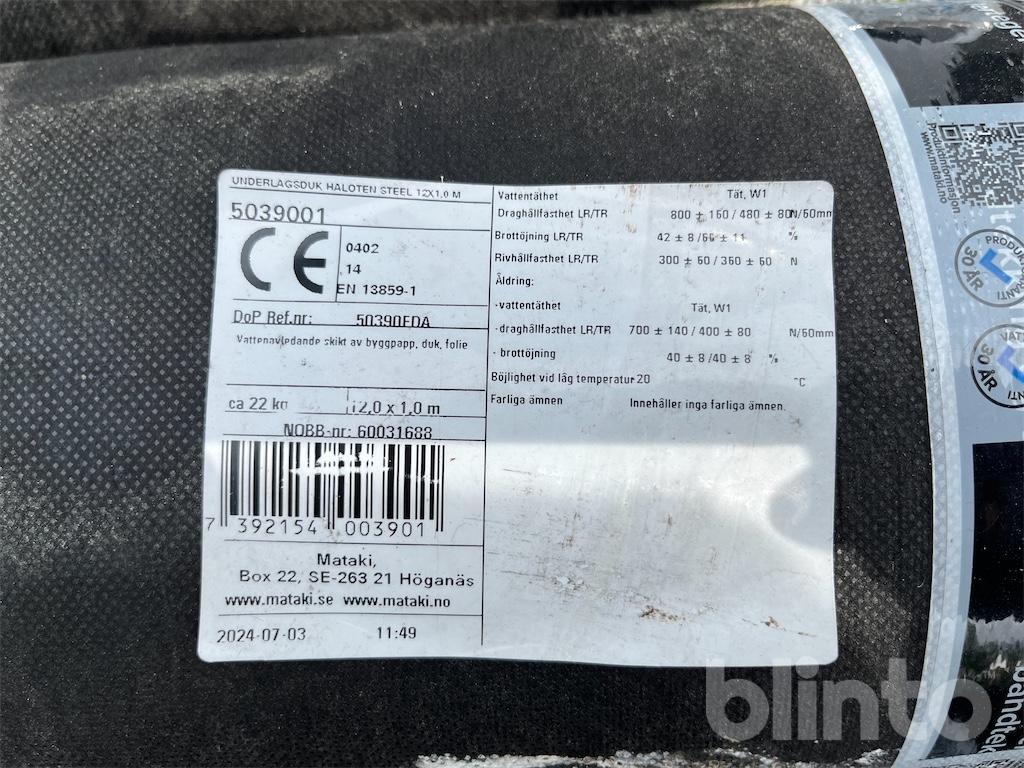 UNDERLAGSDUK HALOTEN STEEL 12X1,0 M
5039001
CE
0402
14
EN 13859-1
DoP Ref.nr: 50390EDA
Vattenavledande skikt av byggpapp, duk, folie
ca 22 kg 12,0 x 1,0 m
NOBB-nr: 60031688
7 392154 003901
Mataki,
Box 22, SE-263 21 Höganäs
www.mataki.se www.mataki.no
2024-07-03 11:49
Vattentäthet Tät, W1
Draghållfasthet LR/TR 800 ± 160 / 480 ± 80 N/50mm
Brottöjning LR/TR 42 ± 8 /66 ± 11 %
Rivhållfasthet LR/TR 300 ± 60 / 360 ± 60 N
Åldring:
-vattentäthet Tät, W1
-draghållfasthet LR/TR 700 ± 140 / 400 ± 80 N/50mm
- brottöjning 40 ± 8 /40 ± 8 %
Böjlighet vid låg temperatur-20 °C
Farliga ämnen Innehåller inga farliga ämnen.
Produktinformation
www.mataki.no
30 ÅR
30 ÅR
blinto